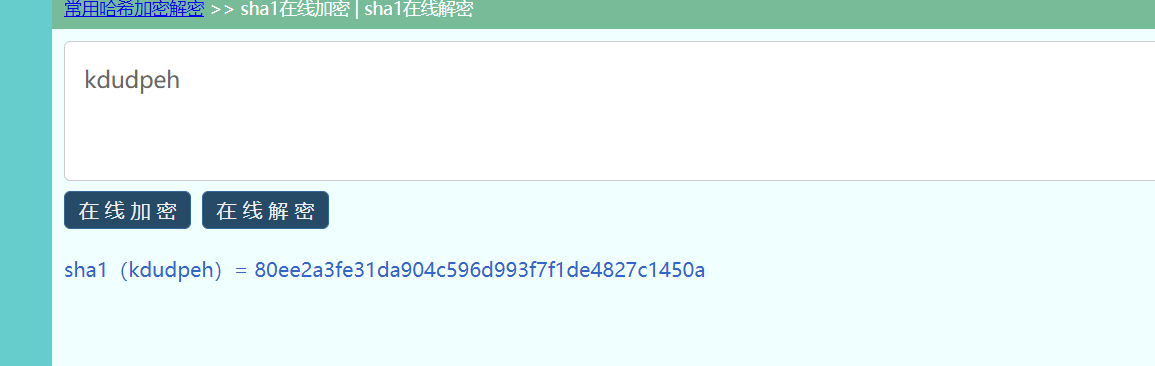 常用哈希加密解密 >> sha1在线加密 | sha1在线解密
kdudpeh
在线加密 在线解密
sha1（kdudpeh）= 80ee2a3fe31da904c596d993f7f1de4827c1450a